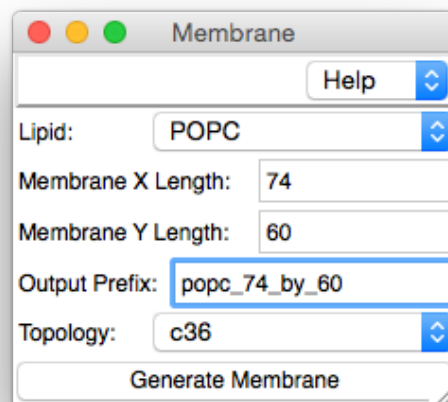 Membrane
Help
Lipid: POPC
Membrane X Length: 74
Membrane Y Length: 60
Output Prefix: popc_74_by_60
Topology: c36
Generate Membrane